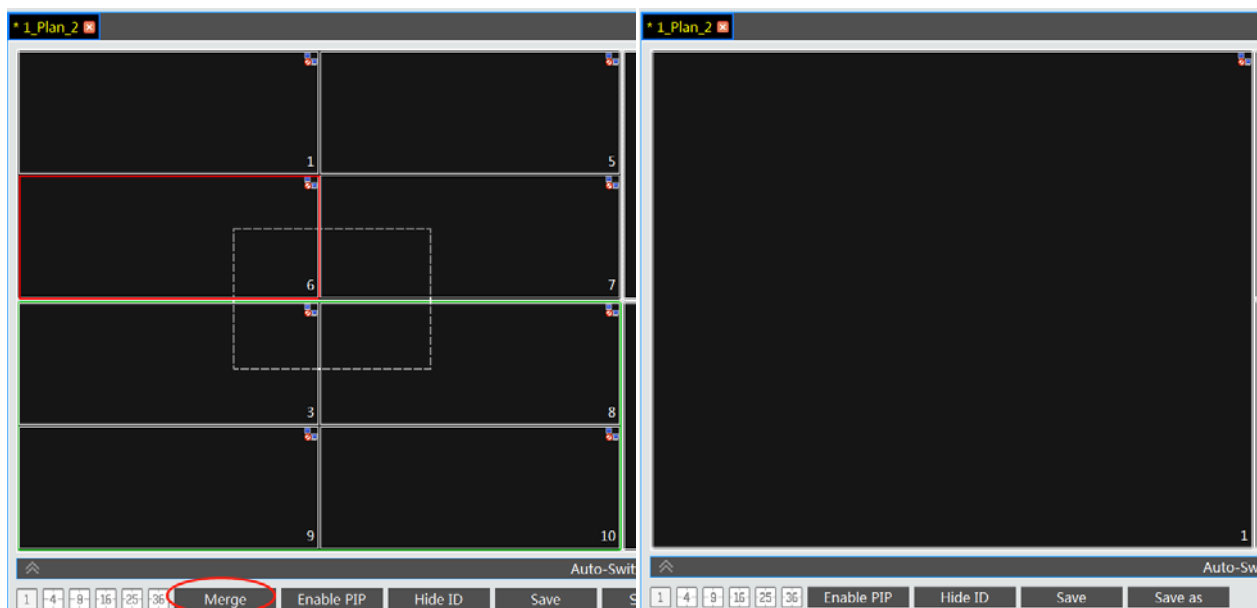 * 1_Plan_2
1
5
6
7
3
8
9
10
Auto-Swit
1 4 9 16 25 36 Merge Enable PIP Hide ID Save S
* 1_Plan_2
1
Auto-Sw
1 4 9 16 25 36 Enable PIP Hide ID Save Save as